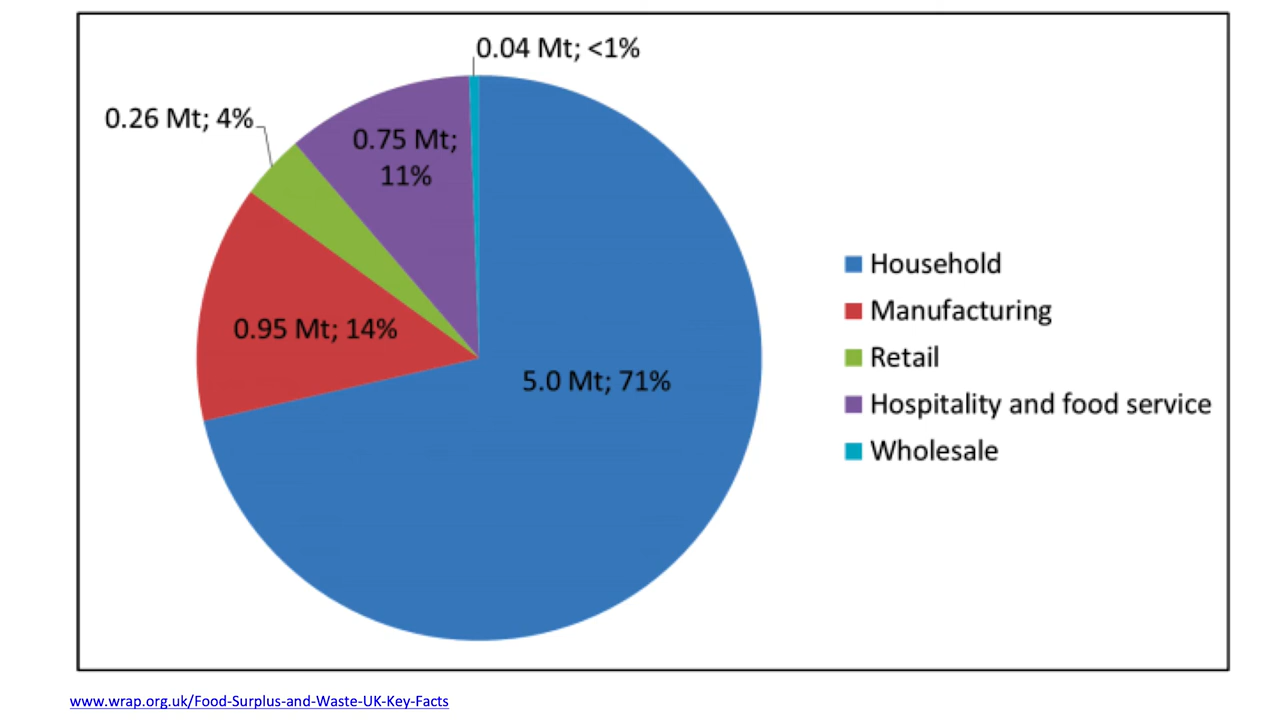 0.04 Mt; <1%
0.26 Mt; 4%
0.75 Mt;
11%
0.95 Mt; 14%
5.0 Mt; 71%
Household
Manufacturing
Retail
Hospitality and food service
Wholesale
www.wrap.org.uk/Food-Surplus-and-Waste-UK-Key-Facts